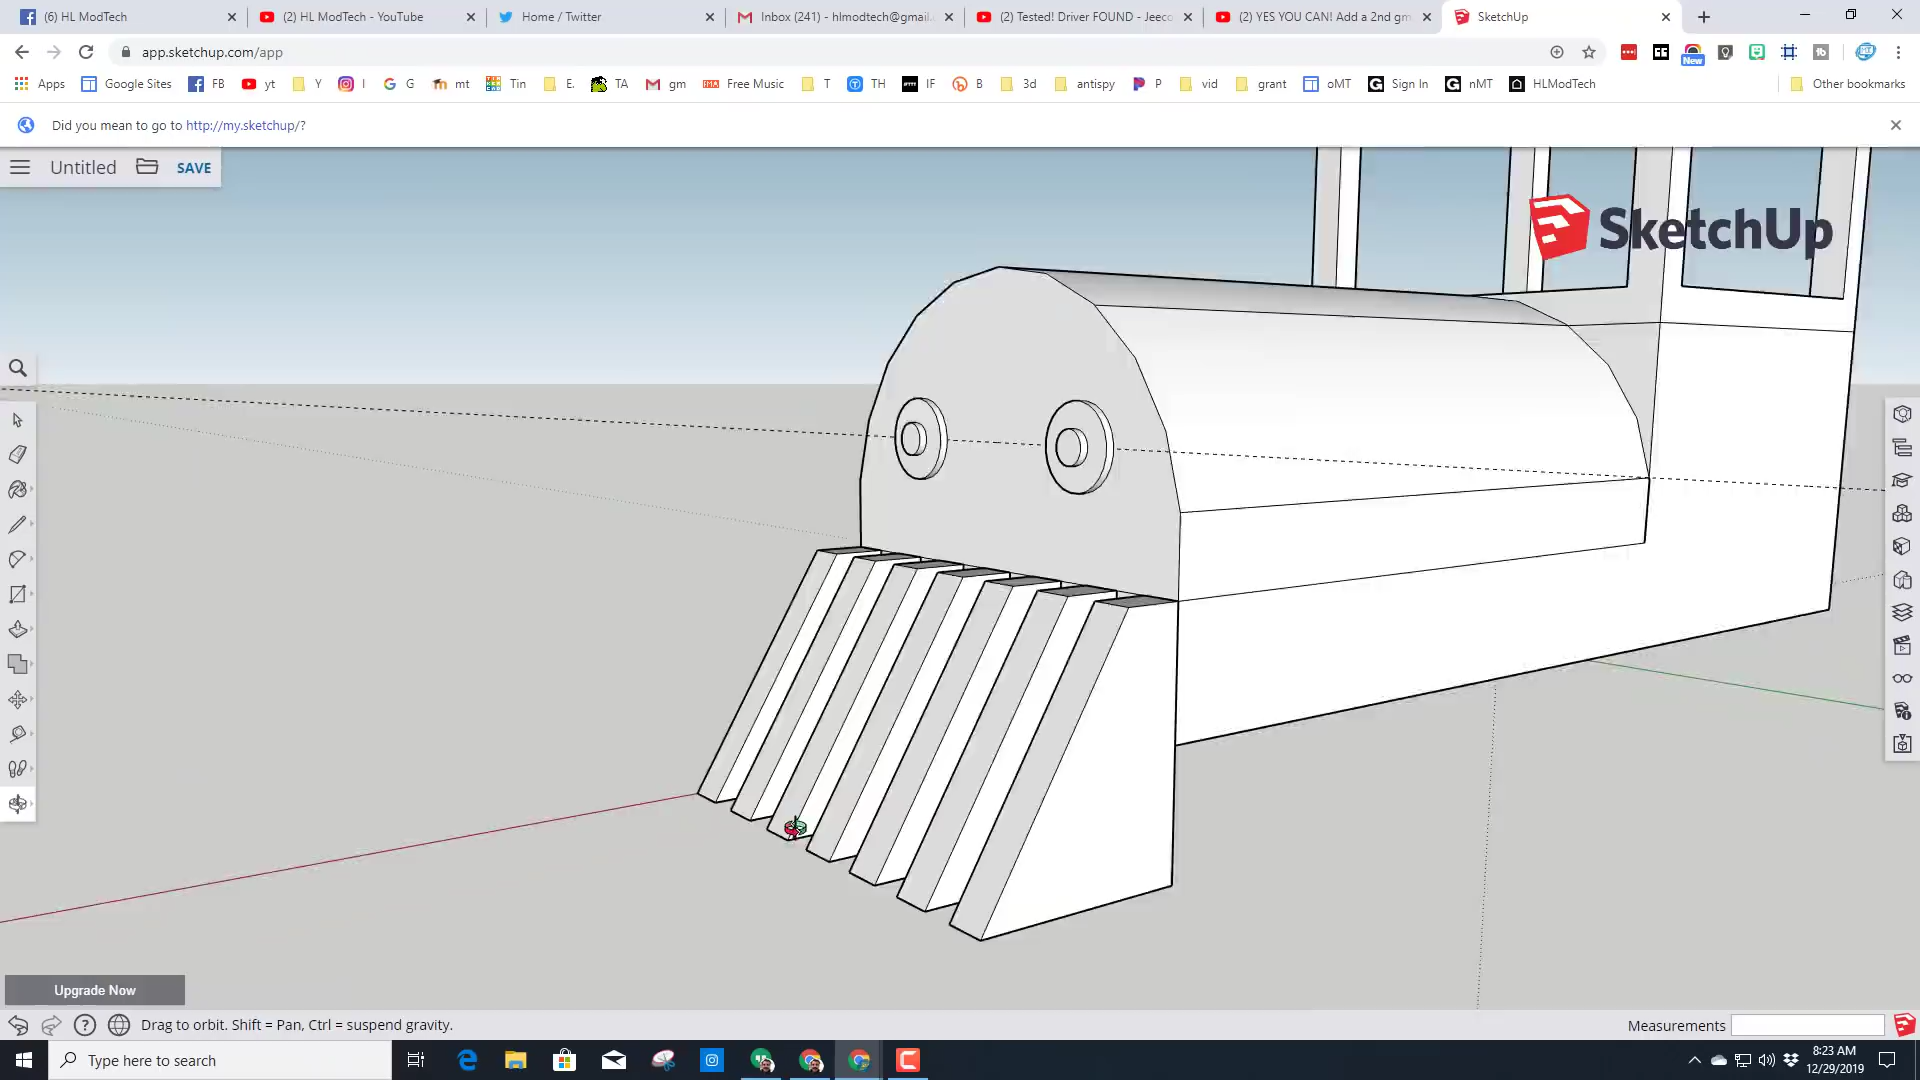 (6) HL ModTech
(2) HL ModTech - YouTube
Home / Twitter
Inbox (241) - hlmodtech@gmail.
(2) Tested! Driver FOUND - Jeeco
(2) YES YOU CAN! Add a 2nd gm
SketchUp
app.sketchup.com/app
New
Apps
Google Sites
FB
yt
Y
I
G
mt
Tin
E.
TA
gm
Free Music
T
TH
IF
B
3d
antispy
P
vid
grant
oMT
Sign In
nMT
HLModTech
Other bookmarks
Did you mean to go to http://my.sketchup/?
Untitled
SAVE
SketchUp
Upgrade Now
Drag to orbit. Shift = Pan, Ctrl = suspend gravity.
Measurements
Type here to search
8:23 AM
12/29/2019